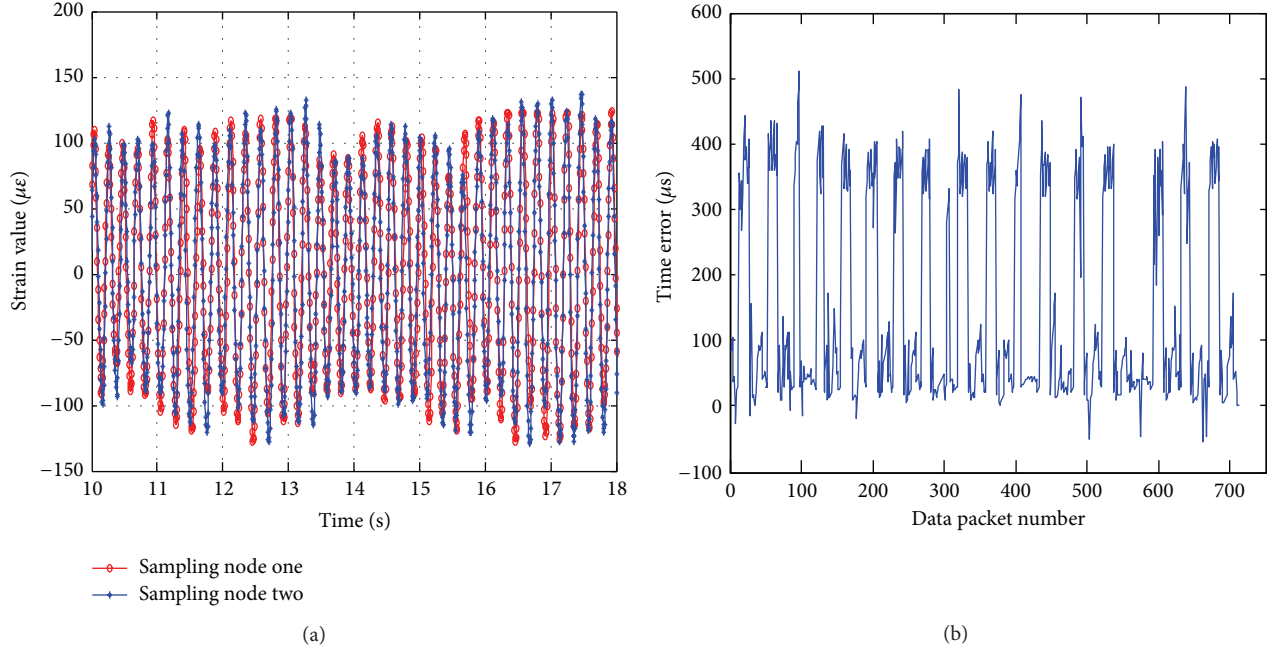 200
150
100
50
0
−50
−100
−150
10 11 12 13 14 15 16 17 18
Strain value (με)
Time (s)
Sampling node one
Sampling node two
(a)
600
500
400
300
200
100
0
−100
0 100 200 300 400 500 600 700
Time error (μs)
Data packet number
(b)